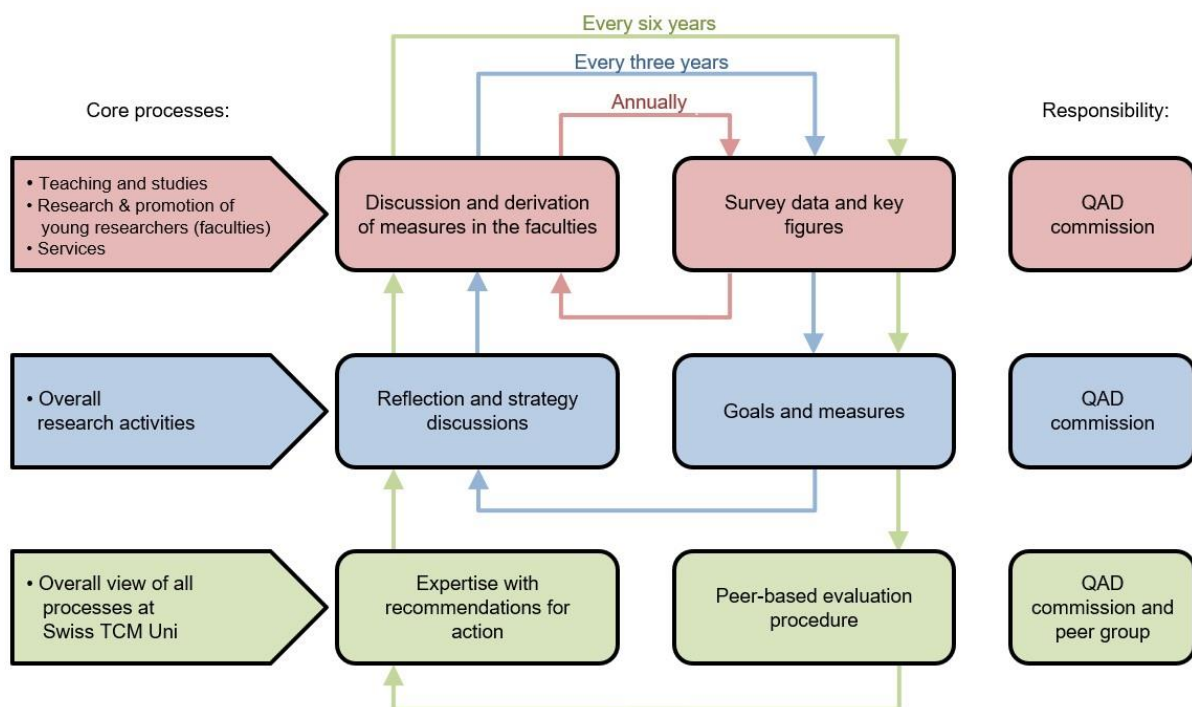 Every six years
Every three years
Annually
Core processes:
Responsibility:
• Teaching and studies
• Research & promotion of
young researchers (faculties)
• Services
Discussion and derivation
of measures in the faculties
Survey data and key
figures
QAD
commission
• Overall
research activities
Reflection and strategy
discussions
Goals and measures
QAD
commission
• Overall view of all
processes at
Swiss TCM Uni
Expertise with
recommendations for
action
Peer-based evaluation
procedure
QAD
commission and
peer group